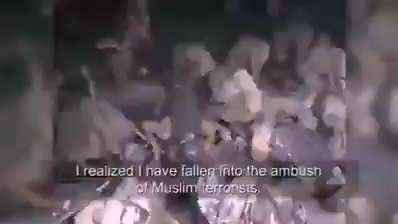 I realized I have fallen into the ambush
of Muslim terrorists.